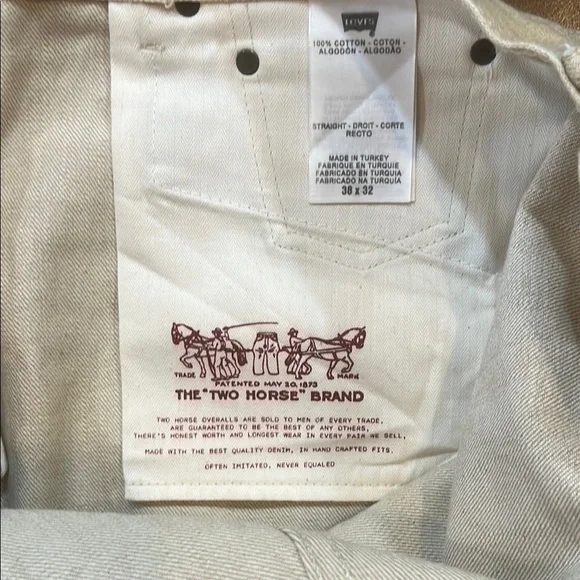 Levi's
100% COTTON - COTON -
ALGODÓN - ALGODÃO
STRAIGHT - DROIT - CORTE
RECTO
MADE IN TURKEY
FABRIQUE EN TURQUIE
FABRICADO EN TURQUIA
FABRICADO NA TURQUÍA
38 x 32
TRADE MARK
PATENTED MAY 20, 1873
THE "TWO HORSE" BRAND
TWO HORSE OVERALLS ARE SOLD TO MEN OF EVERY TRADE,
ARE GUARANTEED TO BE THE BEST OF ANY OTHERS,
THERE'S HONEST WORTH AND LONGEST WEAR IN EVERY PAIR WE SELL,
MADE WITH THE BEST QUALITY DENIM, IN HAND CRAFTED FITS.
OFTEN IMITATED, NEVER EQUALED